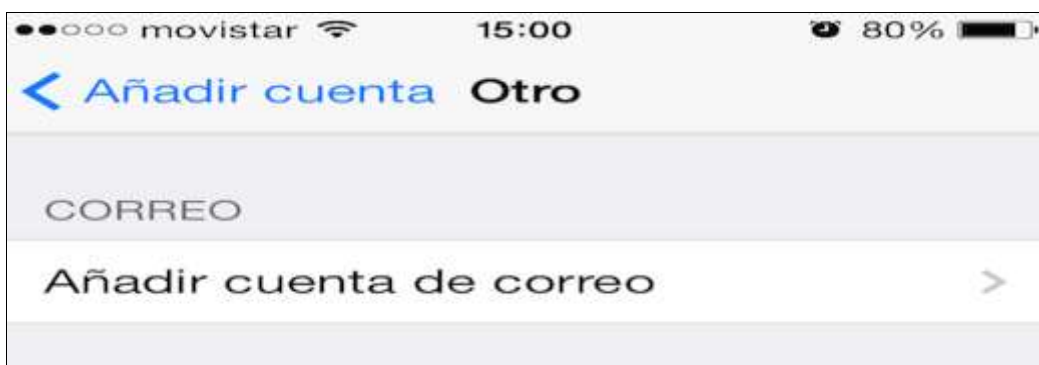 movistar 15:00 80%
Añadir cuenta Otro
CORREO
Añadir cuenta de correo